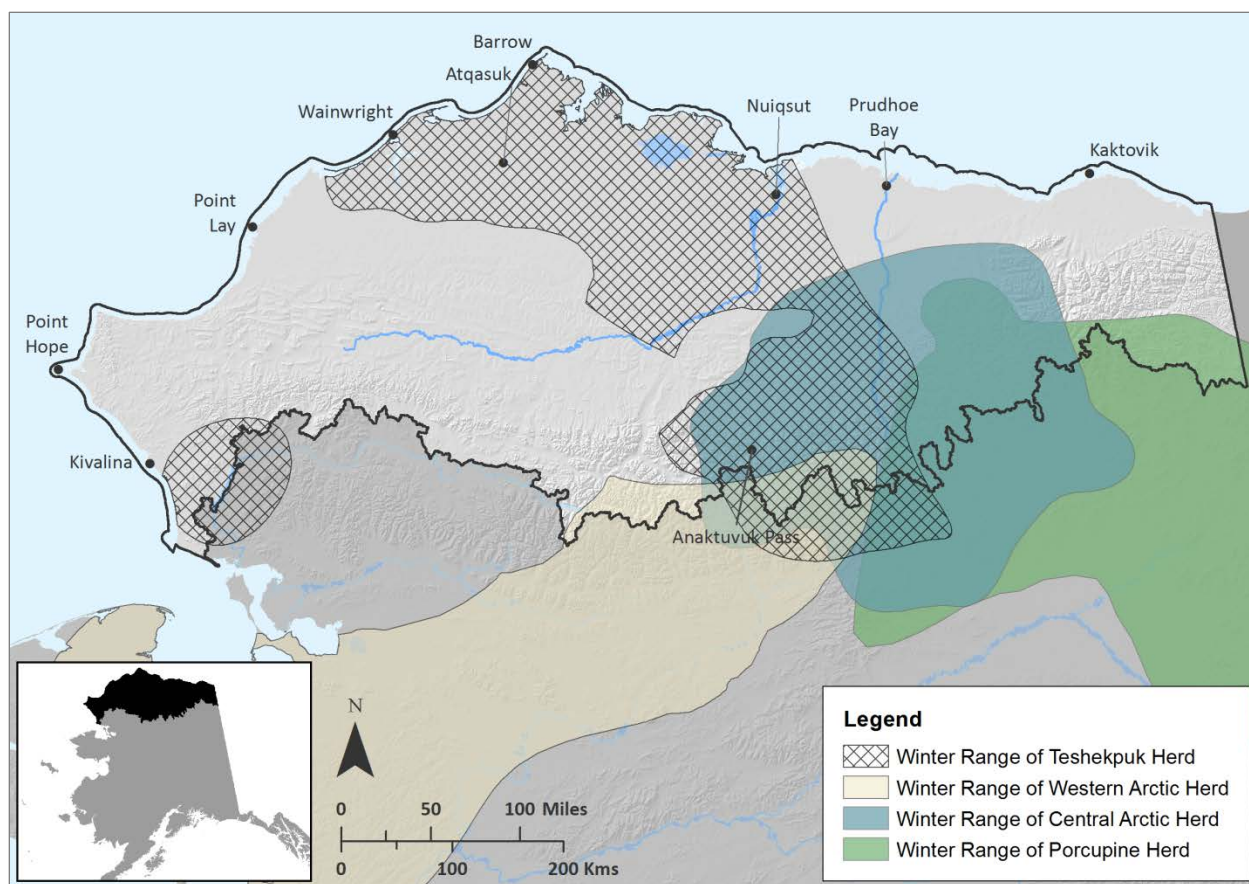 Barrow
Atqasuk
Wainwright
Nuiqsut
Prudhoe
Bay
Kaktovik
Point
Lay
Point
Hope
Kivalina
Anaktuvuk Pass
N
0 50 100 Miles
0 100 200 Kms
Legend
Winter Range of Teshekpuk Herd
Winter Range of Western Arctic Herd
Winter Range of Central Arctic Herd
Winter Range of Porcupine Herd